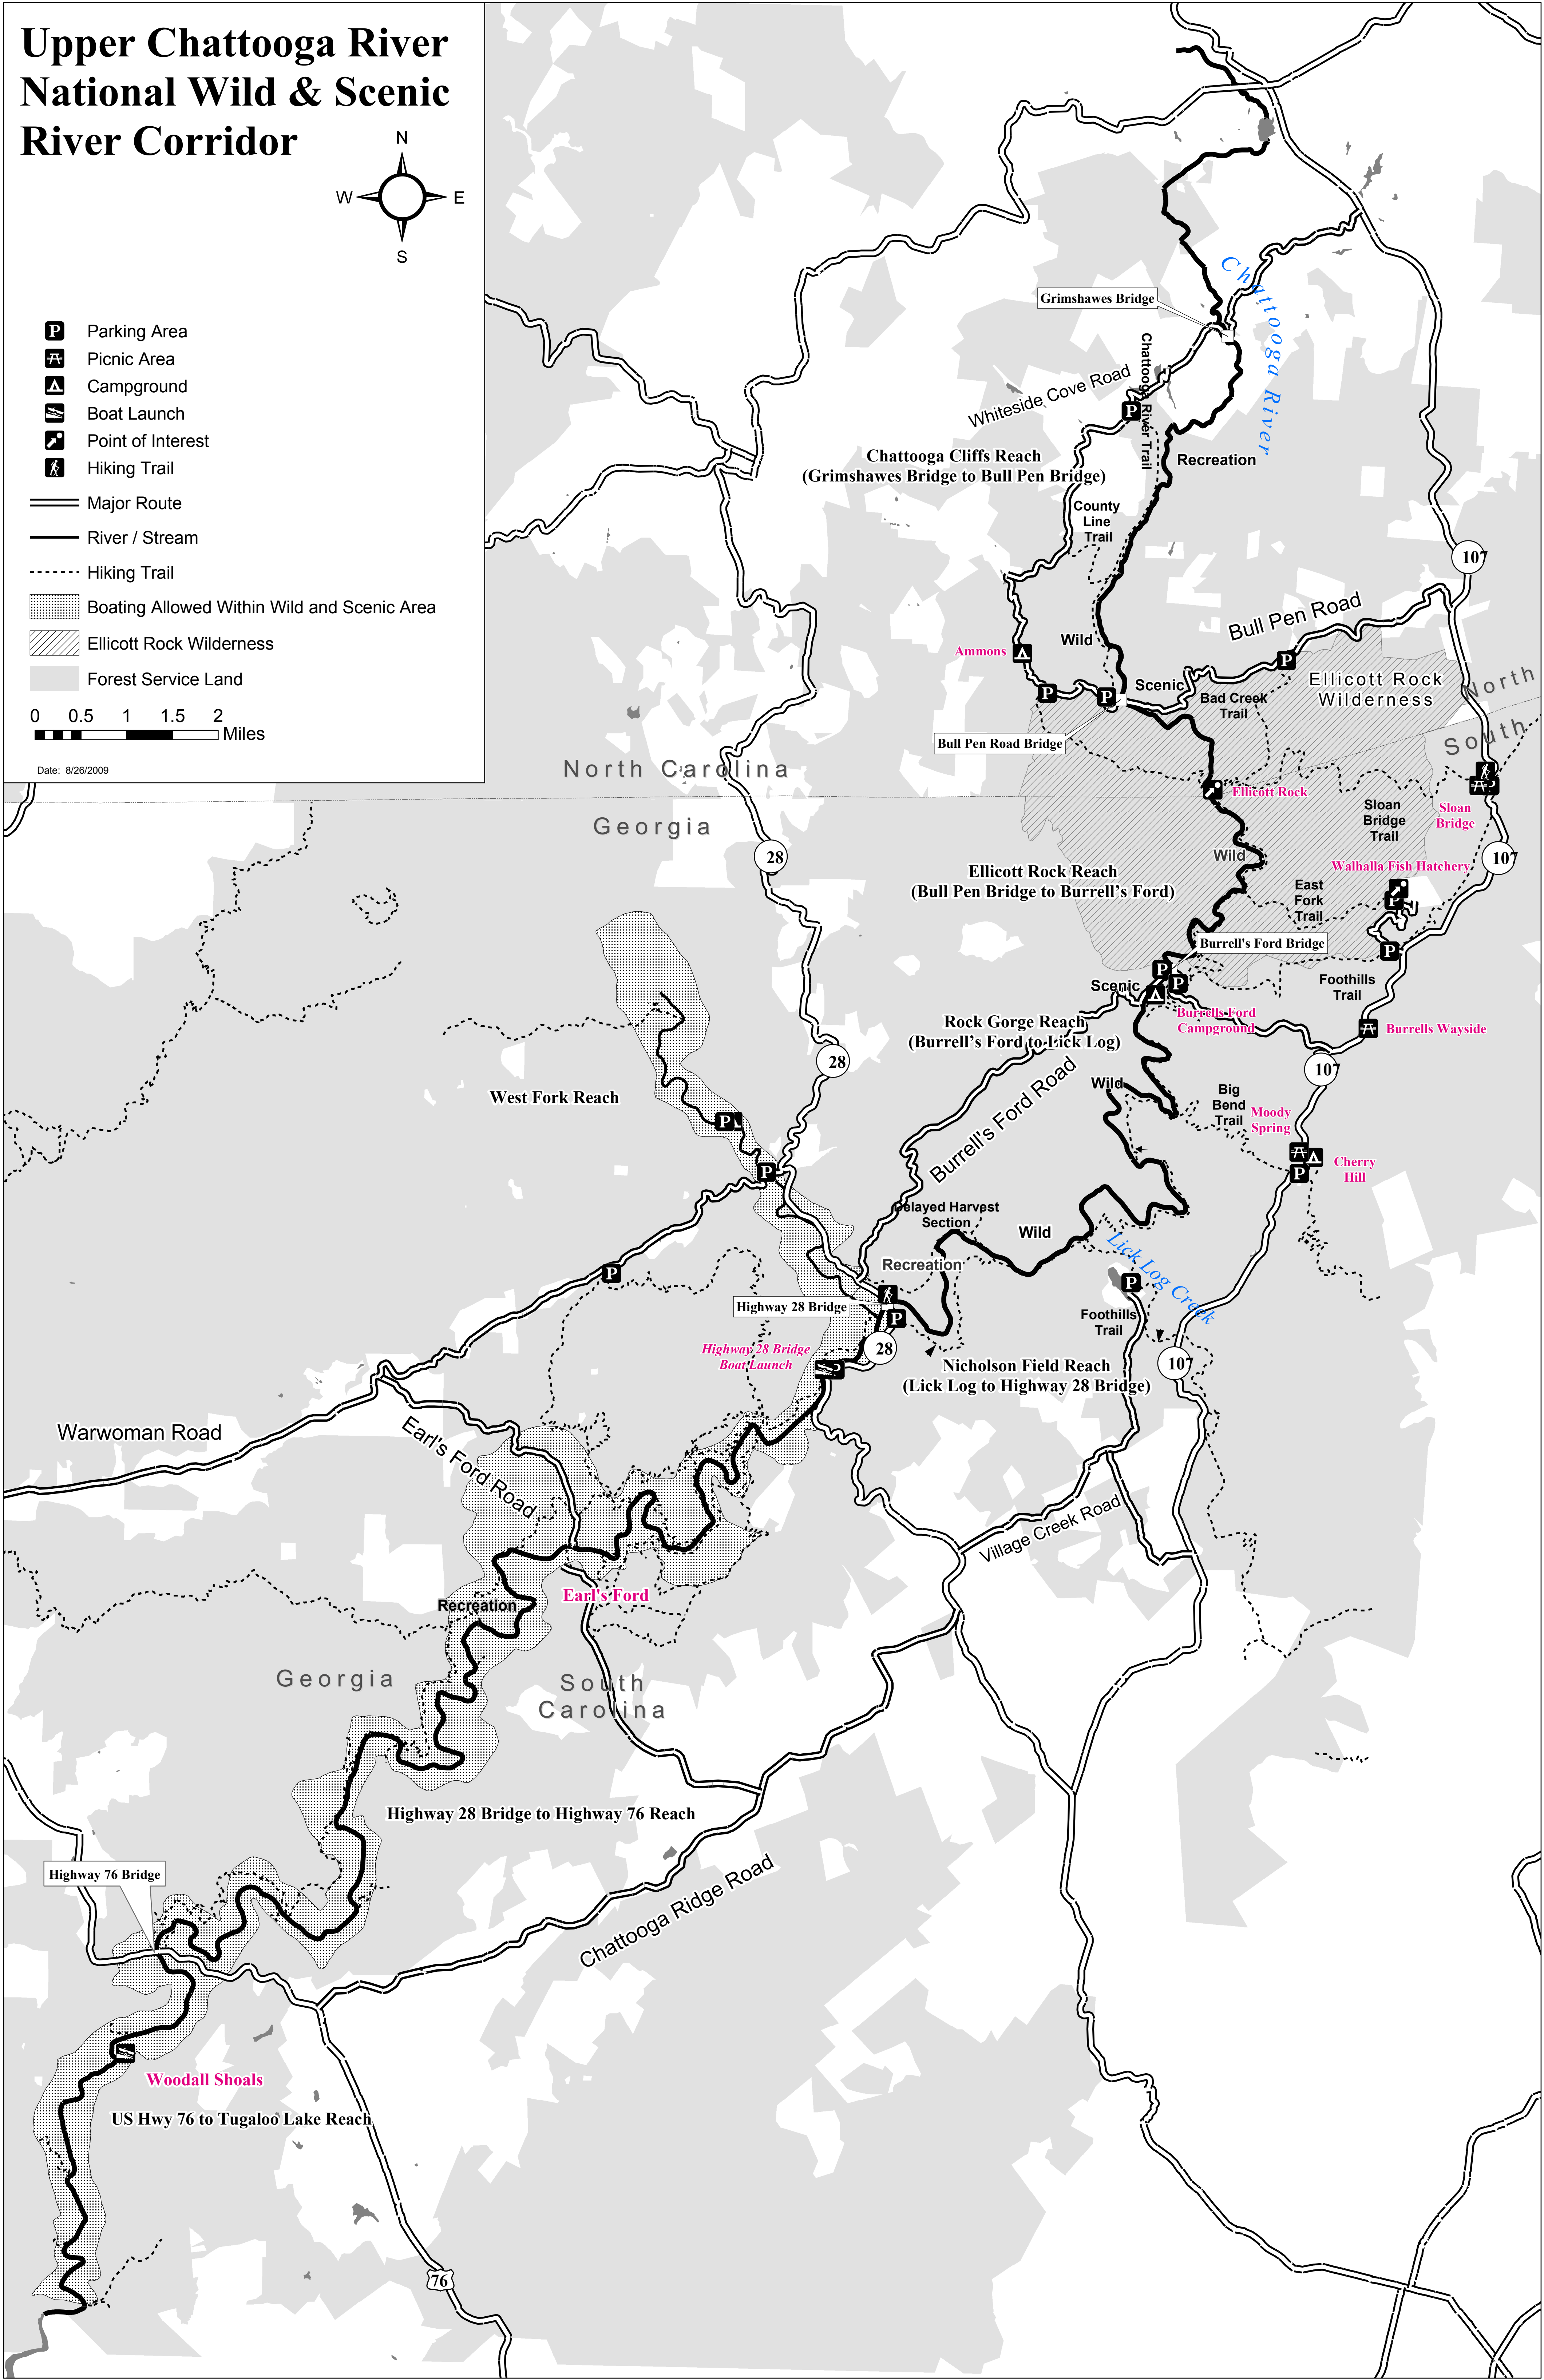 Upper Chattooga River
National Wild & Scenic
River Corridor
N
W
E
S
P Parking Area
Picnic Area
Campground
Boat Launch
Point of Interest
Hiking Trail
Major Route
River / Stream
Hiking Trail
Boating Allowed Within Wild and Scenic Area
Ellicott Rock Wilderness
Forest Service Land
0 0.5 1 1.5 2
Miles
Date: 8/26/2009
Chattooga River
Grimshawes Bridge
Chattooga River Trail
Whiteside Cove Road
P
Chattooga Cliffs Reach
(Grimshawes Bridge to Bull Pen Bridge)
Recreation
County
Line
Trail
107
Bull Pen Road
Wild
Ammons
P
P
P
Scenic
Bad Creek
Trail
Ellicott Rock
Wilderness
North
South
Bull Pen Road Bridge
North Carolina
Georgia
Ellicott Rock
P
Sloan
Bridge
Sloan
Bridge
Trail
28
Wild
107
Walhalla Fish Hatchery
Ellicott Rock Reach
(Bull Pen Bridge to Burrell's Ford)
East
Fork
Trail
P
Burrell's Ford Bridge
P
P
P
Scenic
Foothills
Trail
Burrells Ford
Campground
Burrells Wayside
Rock Gorge Reach
(Burrell's Ford to Lick Log)
28
107
Burrell's Ford Road
Wild
Big
Bend
Trail
Moody
Spring
West Fork Reach
P
P
Cherry
Hill
P
Delayed Harvest
Section
Wild
Lick Log Creek
Recreation
P
P
Highway 28 Bridge
P
Foothills
Trail
28
Highway 28 Bridge
Boat Launch
P
107
Nicholson Field Reach
(Lick Log to Highway 28 Bridge)
Warwoman Road
Earl's Ford Road
Village Creek Road
Earl's Ford
Recreation
Georgia
South
Carolina
Highway 28 Bridge to Highway 76 Reach
Highway 76 Bridge
Chattooga Ridge Road
Woodall Shoals
US Hwy 76 to Tugaloo Lake Reach
76